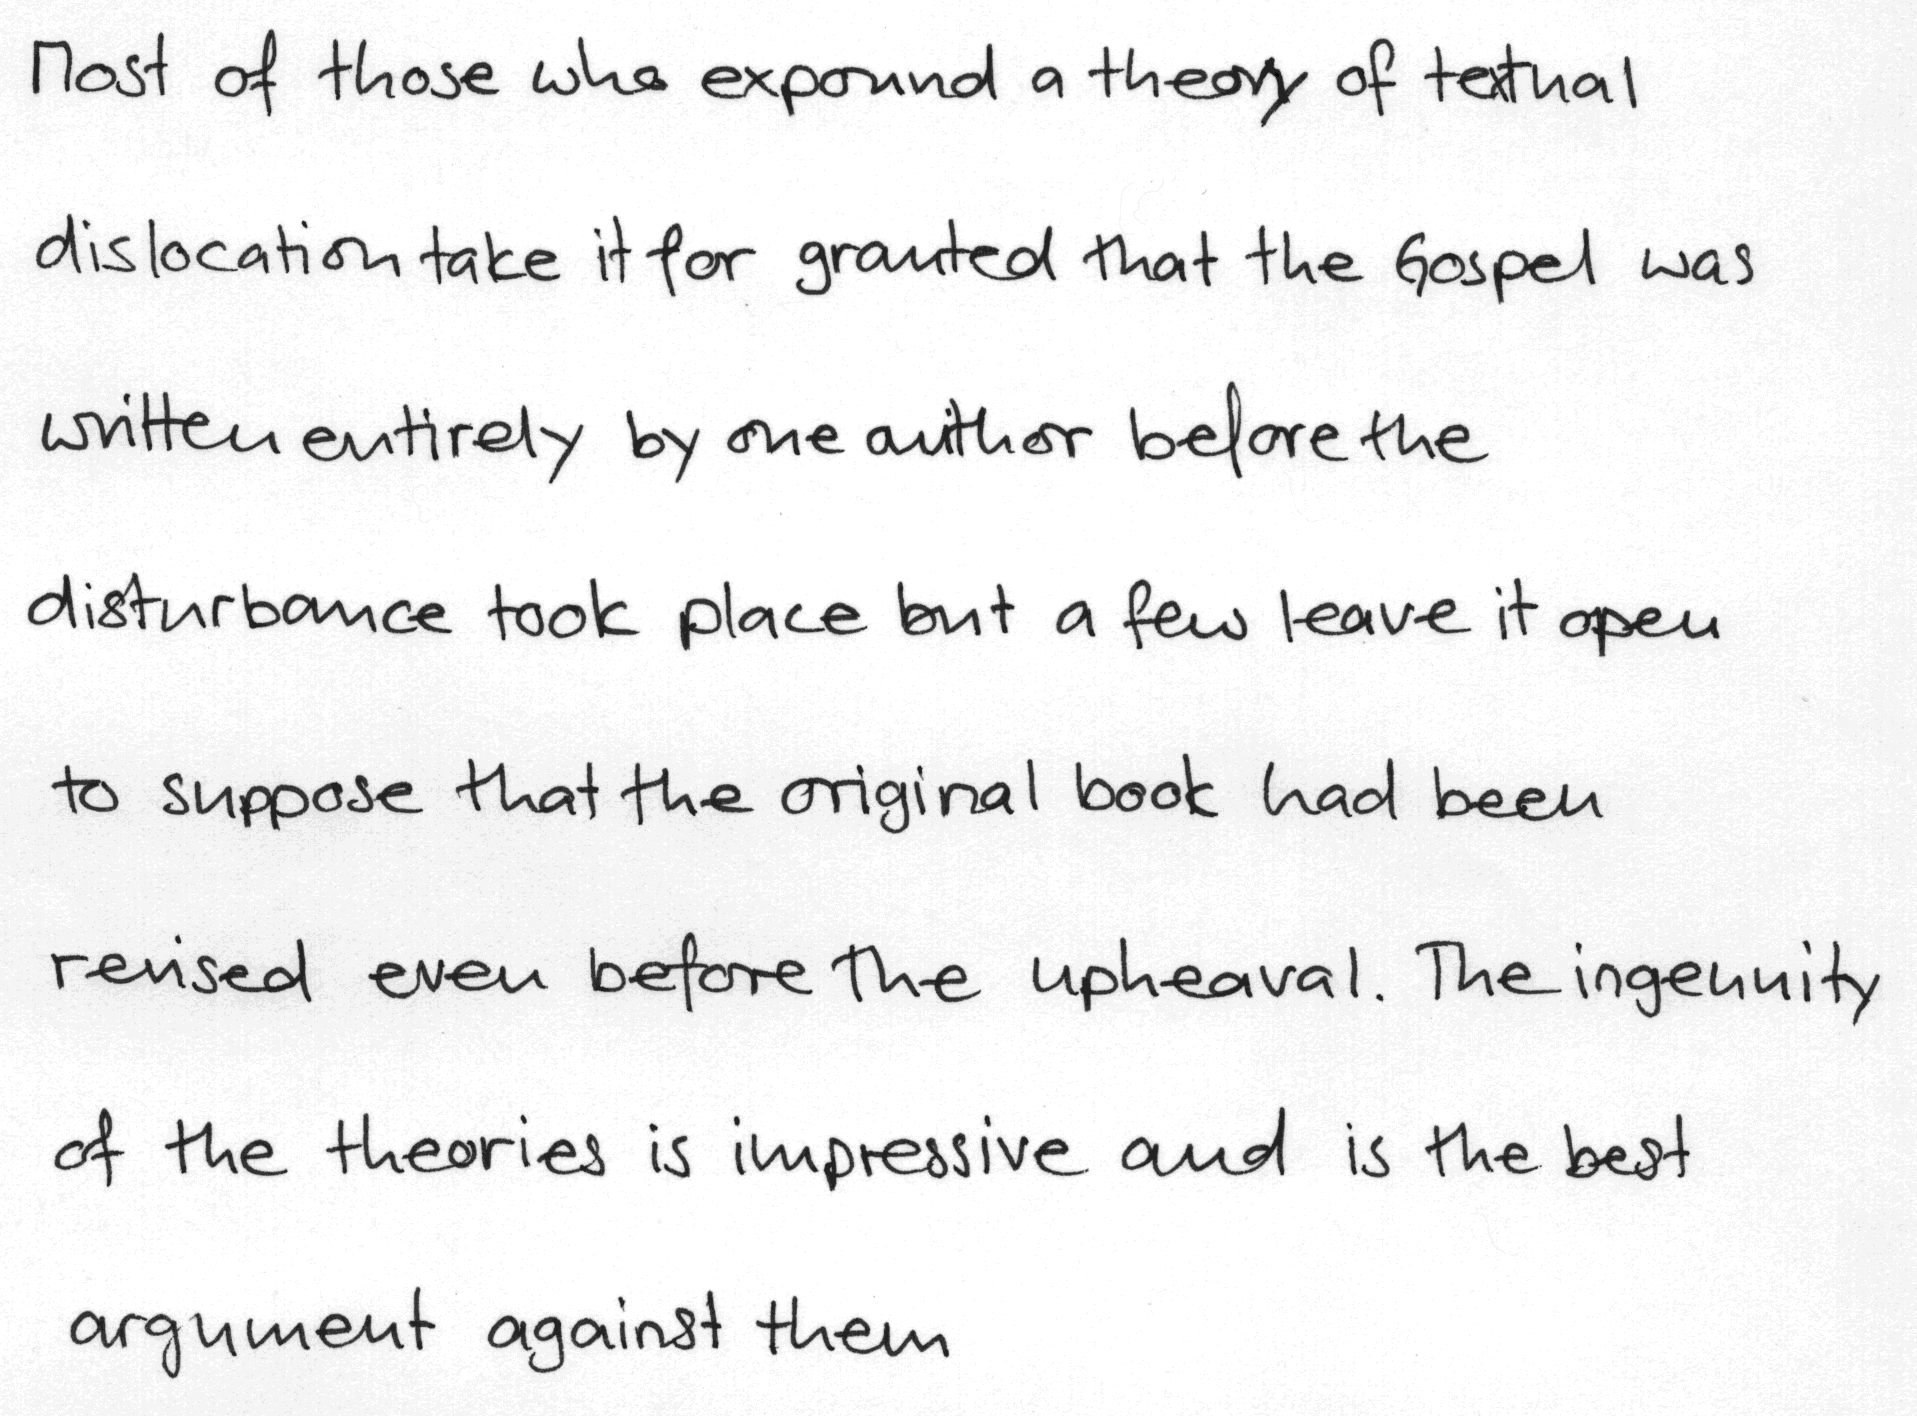 Most of those who expound a theory of textual
dislocation take it for granted that the Gospel was
written entirely by one author before the
disturbance took place but a few leave it open
to suppose that the original book had been
revised even before the upheaval. The ingenuity
of the theories is impressive and is the best
argument against them